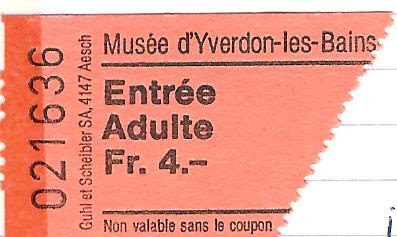 021636
Guhl et Scheibler SA, 4147 Aesch
Musée d'Yverdon-les-Bains
Entrée
Adulte
Fr. 4.-
Non valable sans le coupon